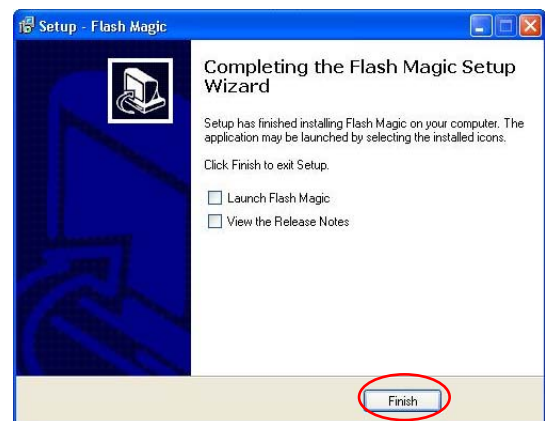 Setup - Flash Magic
Completing the Flash Magic Setup
Wizard
Setup has finished installing Flash Magic on your computer. The
application may be launched by selecting the installed icons.
Click Finish to exit Setup.
Launch Flash Magic
View the Release Notes
Finish